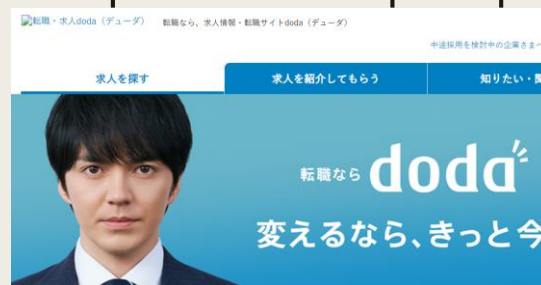 転職・求人doda（デューダ）
転職なら、求人情報・転職サイトdoda（デューダ）
中途採用を検討中の企業さまへ
求人を探す
求人を紹介してもらう
知りたい・聞
転職なら doda
変えるなら、きっと今